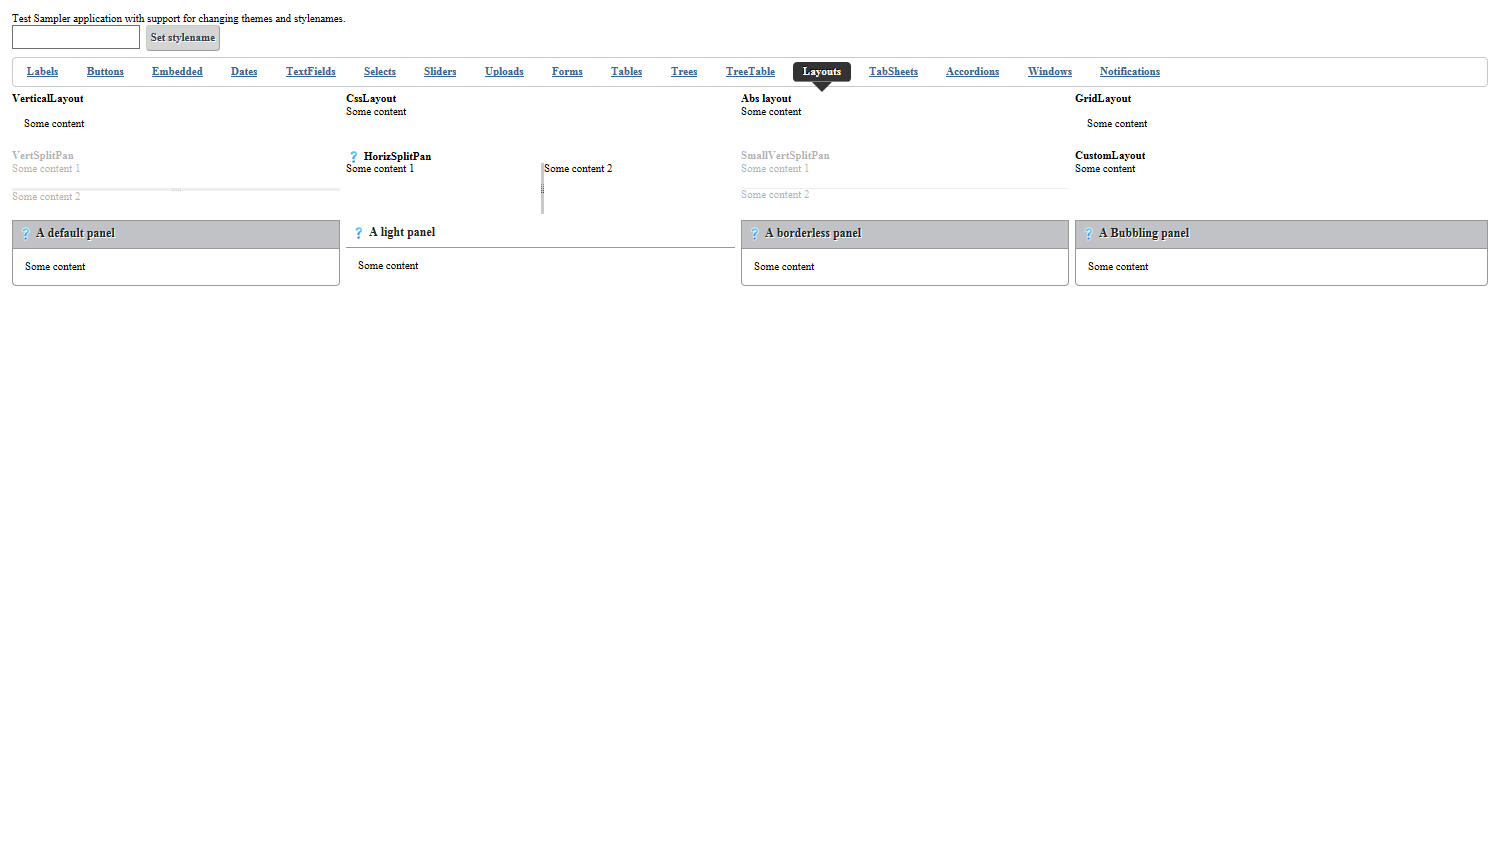 Test Sampler application with support for changing themes and stylenames.
Set stylename
Labels Buttons Embedded Dates TextFields Selects Sliders Uploads Forms Tables Trees TreeTable Layouts TabSheets Accordions Windows Notifications
VerticalLayout CssLayout Abs layout GridLayout
Some content Some content
Some content Some content
VertSplitPan HorizSplitPan SmallVertSplitPan CustomLayout
Some content 1 Some content 1 Some content 2 Some content 1 Some content
Some content 2 Some content 2
A default panel A light panel A borderless panel A Bubbling panel
Some content Some content Some content Some content